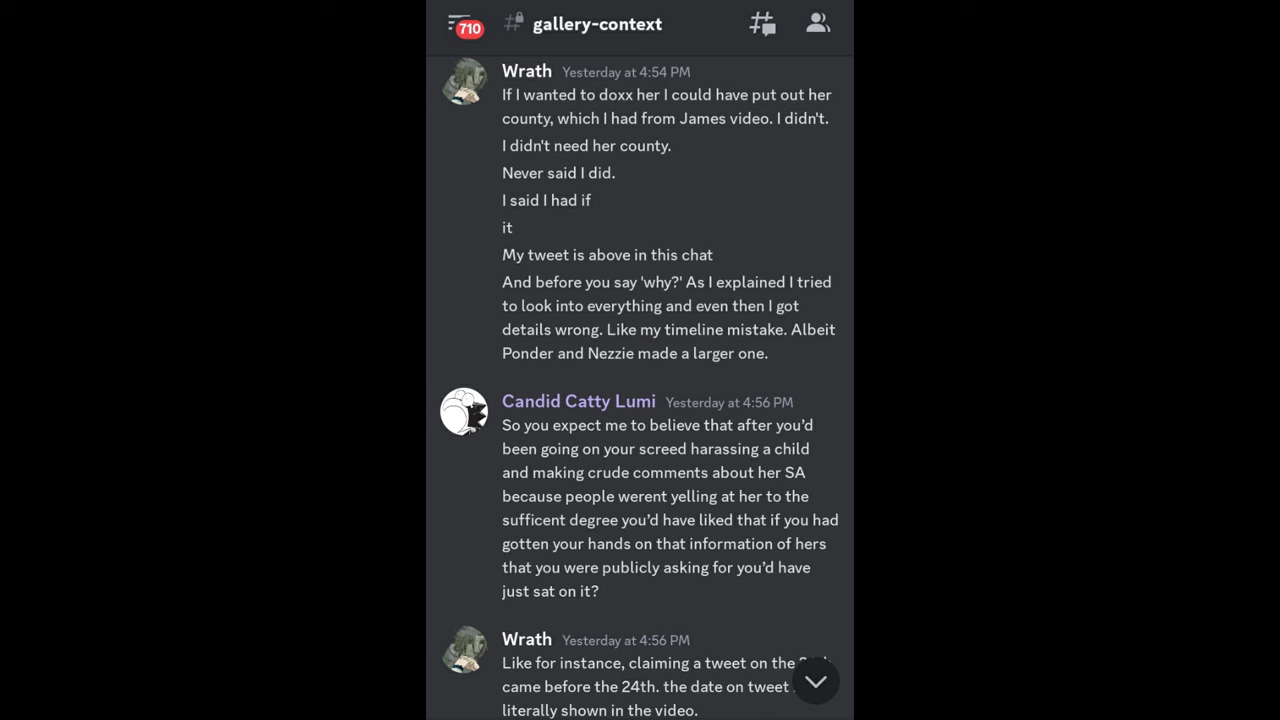 710
gallery-context
Wrath Yesterday at 4:54 PM
If I wanted to doxx her I could have put out her
county, which I had from James video. I didn't.
I didn't need her county.
Never said I did.
I said I had if
it
My tweet is above in this chat
And before you say 'why?' As I explained I tried
to look into everything and even then I got
details wrong. Like my timeline mistake. Albeit
Ponder and Nezzie made a larger one.
Candid Catty Lumi Yesterday at 4:56 PM
So you expect me to believe that after you'd
been going on your screed harassing a child
and making crude comments about her SA
because people werent yelling at her to the
sufficent degree you'd have liked that if you had
gotten your hands on that information of hers
that you were publicly asking for you'd have
just sat on it?
Wrath Yesterday at 4:56 PM
Like for instance, claiming a tweet on the
came before the 24th. the date on tweet
literally shown in the video.